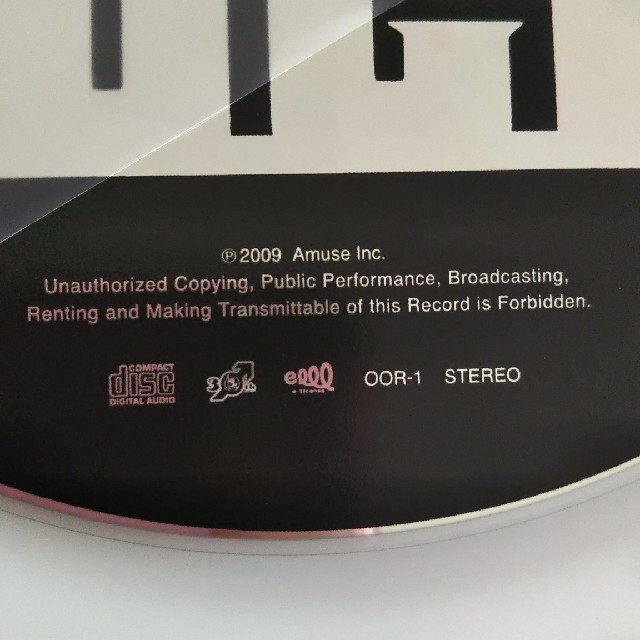 ℗2009 Amuse Inc.
Unauthorized Copying, Public Performance, Broadcasting,
Renting and Making Transmittable of this Record is Forbidden.
COMPACT disc DIGITAL AUDIO OOR-1 STEREO